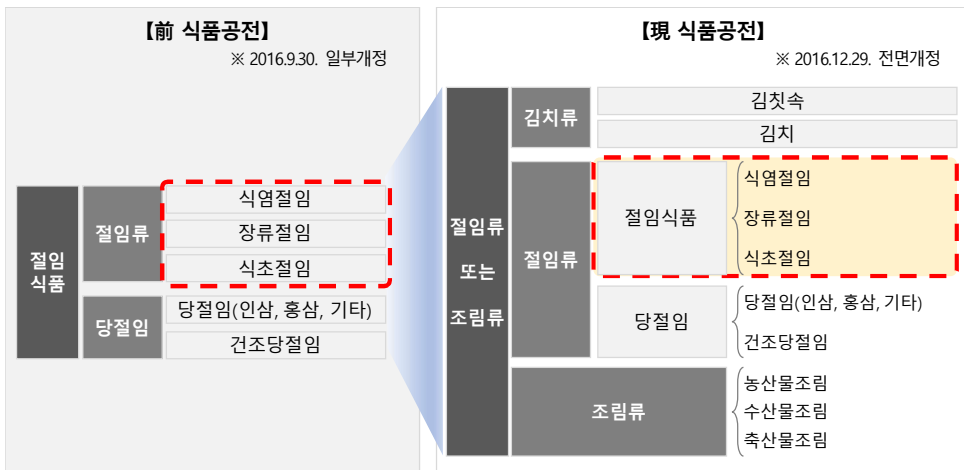 【前 식품공전】
※ 2016.9.30. 일부개정
절임
식품
절임류
식염절임
장류절임
식초절임
당절임
당절임(인삼, 홍삼, 기타)
건조당절임
【現 식품공전】
※ 2016.12.29. 전면개정
절임류
또는
조림류
김치류
김칫속
김치
절임류
절임식품
식염절임
장류절임
식초절임
당절임
당절임(인삼, 홍삼, 기타)
건조당절임
조림류
농산물조림
수산물조림
축산물조림